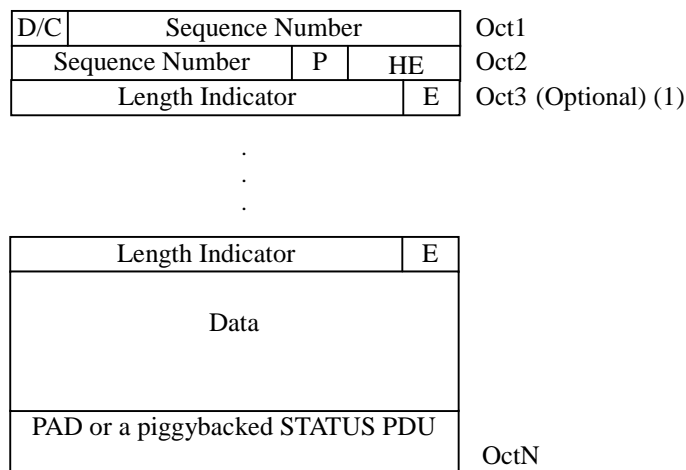 D/C Sequence Number Oct1
Sequence Number P HE Oct2
Length Indicator E Oct3 (Optional) (1)
.
.
.
Length Indicator E
Data
PAD or a piggybacked STATUS PDU
OctN